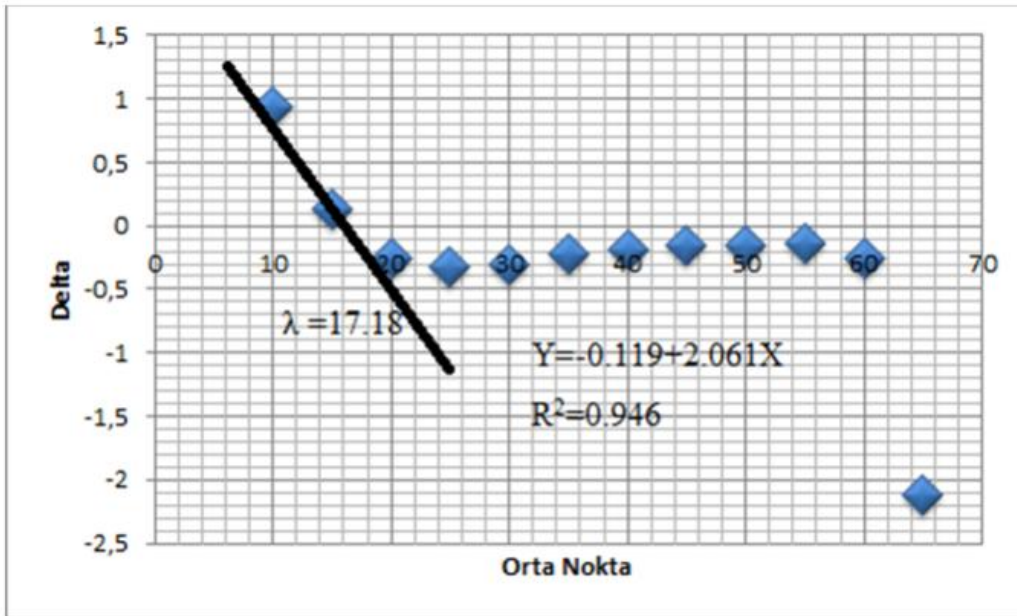 1,5
1
0,5
0
-0,5
-1
-1,5
-2
-2,5
0 10 20 30 40 50 60 70
Delta
λ =17.18
Y=-0.119+2.061X
R²=0.946
Orta Nokta